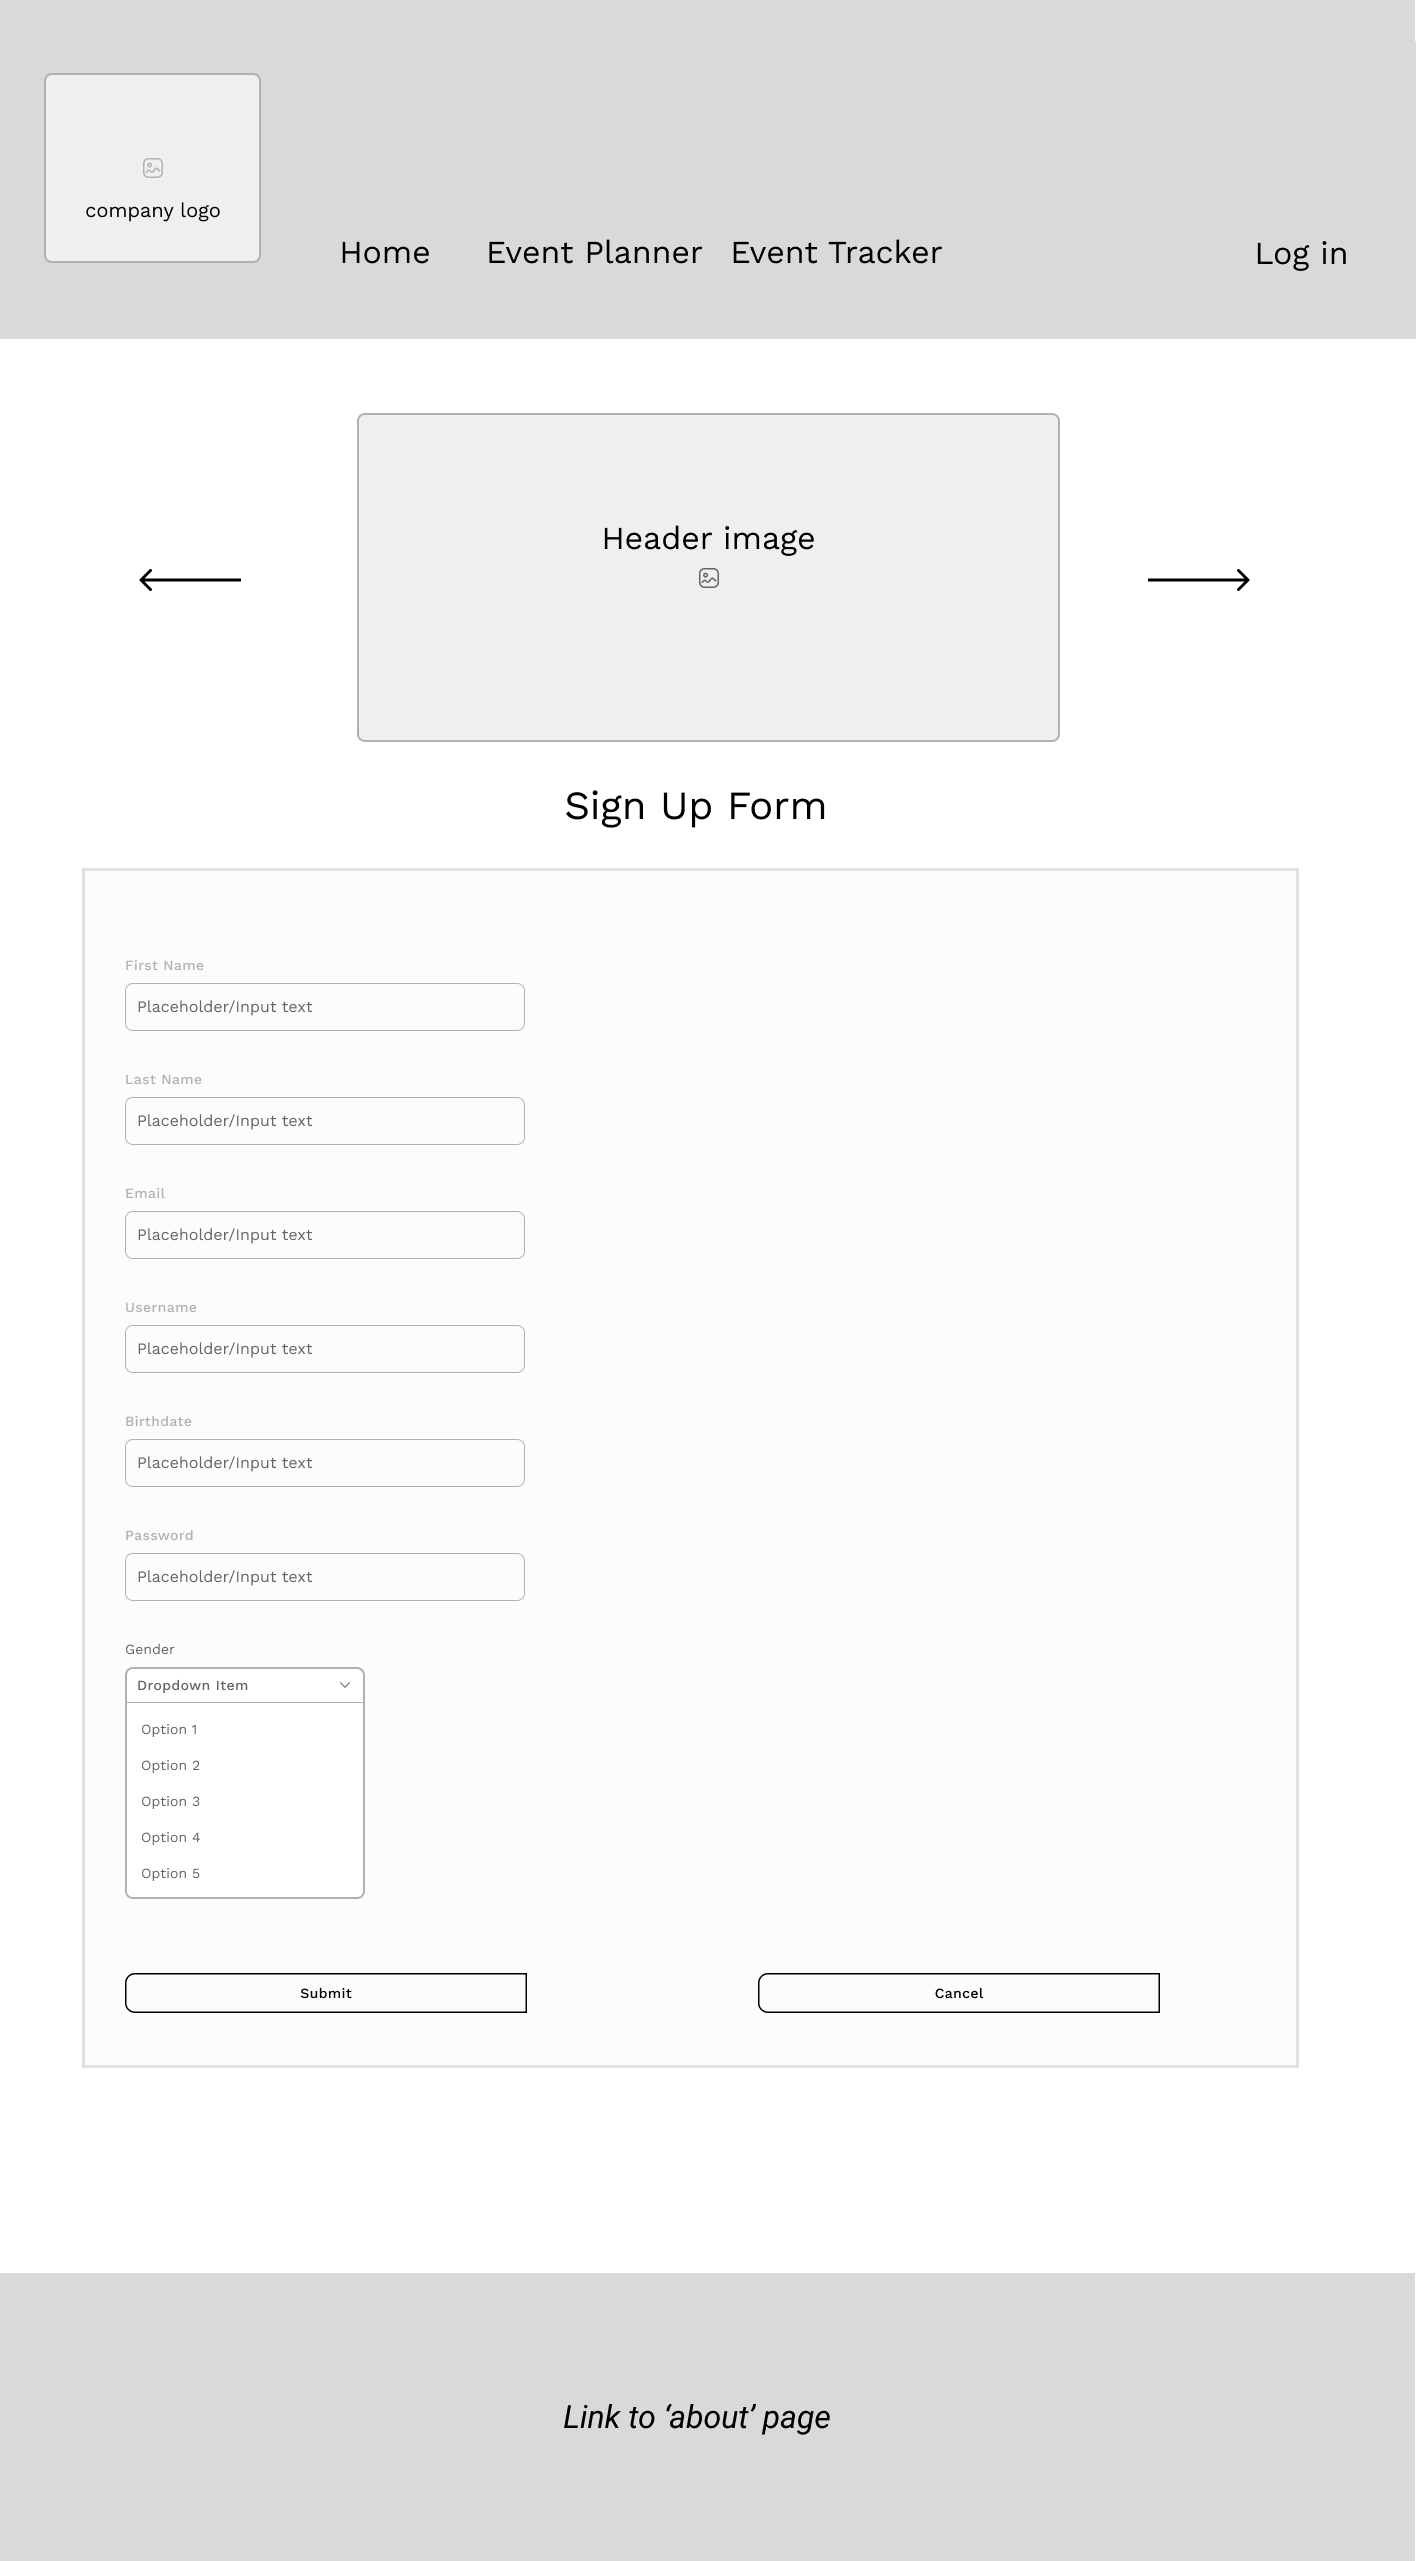 company logo
Home Event Planner Event Tracker Log in
Header image
Sign Up Form
First Name
Placeholder/Input text
Last Name
Placeholder/Input text
Email
Placeholder/Input text
Username
Placeholder/Input text
Birthdate
Placeholder/Input text
Password
Placeholder/Input text
Gender
Dropdown Item
Option 1
Option 2
Option 3
Option 4
Option 5
Submit Cancel
Link to ‘about’ page